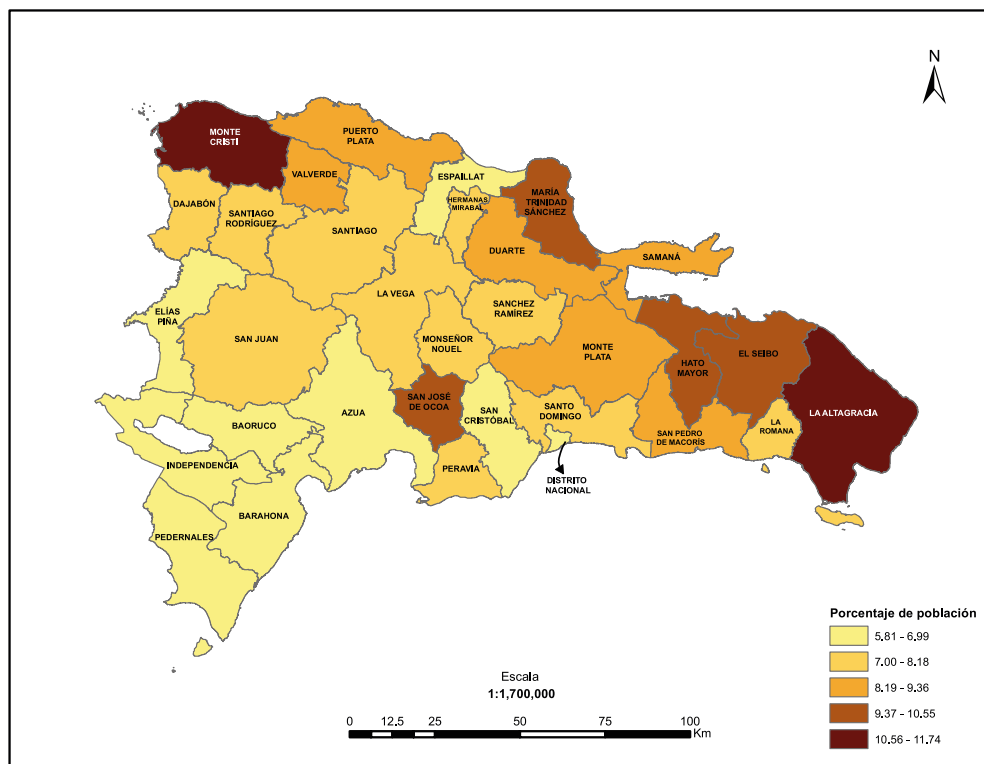 N
MONTE
CRISTÍ
PUERTO
PLATA
VALVERDE
ESPAILLAT
MARÍA
TRINIDAD
SÁNCHEZ
HERMANAS
MIRABAL
DAJABÓN
SANTIAGO
RODRÍGUEZ
SANTIAGO
DUARTE
SAMANÁ
LA VEGA
SANCHEZ
RAMÍREZ
ELÍAS
PIÑA
SAN JUAN
MONSEÑOR
NOUEL
MONTE
PLATA
EL SEIBO
HATO
MAYOR
SAN JOSÉ
DE OCOA
AZUA
SAN
CRISTÓBAL
SANTO
DOMINGO
LA ALTAGRACIA
LA
ROMANA
SAN PEDRO
DE MACORÍS
BAORUCO
INDEPENDENCIA
PERAVIA
DISTRITO
NACIONAL
BARAHONA
PEDERNALES
Porcentaje de población
5.81 - 6.99
7.00 - 8.18
8.19 - 9.36
9.37 - 10.55
10.56 - 11.74
Escala
1:1,700,000
0 12.5 25 50 75 100
Km